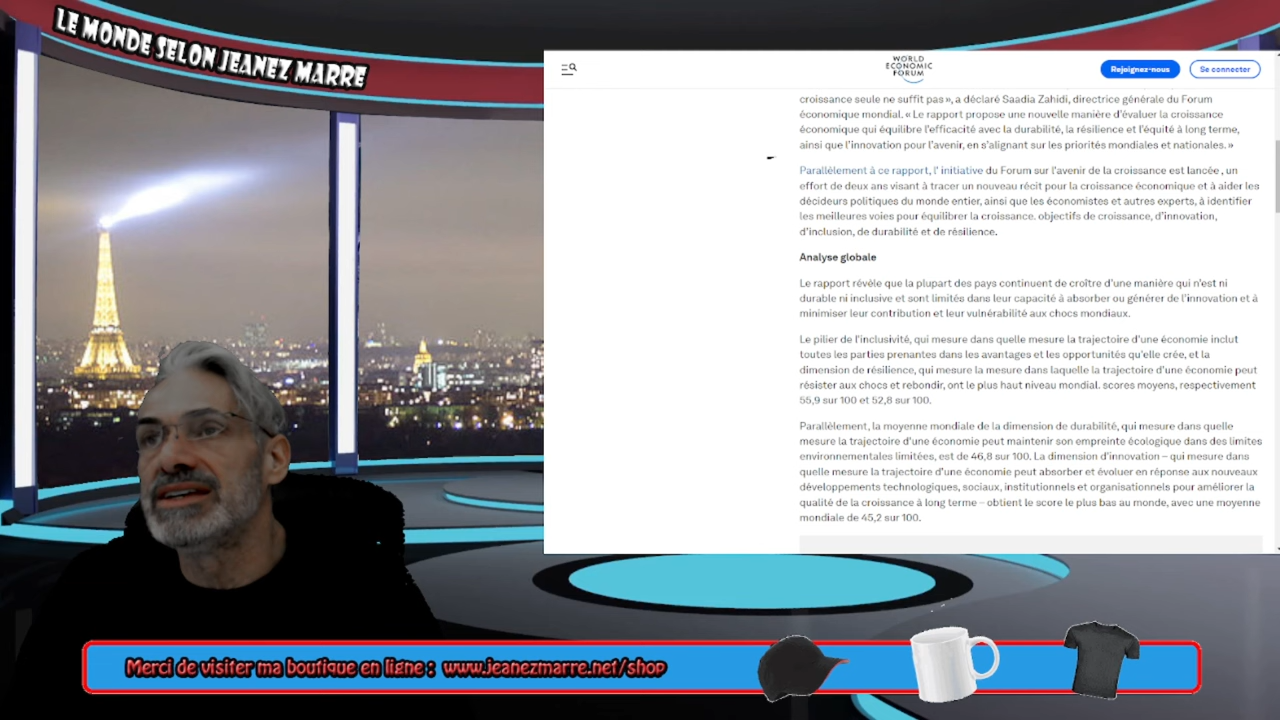 LE MONDE SELON JEANEZ MARRE
WORLD
ECONOMIC
FORUM
Rejoignez-nous
Se connecter
croissance seule ne suffit pas », a déclaré Saadia Zahidi, directrice générale du Forum
économique mondial. « Le rapport propose une nouvelle manière d'évaluer la croissance
économique qui équilibre l'efficacité avec la durabilité, la résilience et l'équité à long terme,
ainsi que l'innovation pour l'avenir, en s'alignant sur les priorités mondiales et nationales. »
Parallèlement à ce rapport, l' initiative du Forum sur l'avenir de la croissance est lancée , un
effort de deux ans visant à tracer un nouveau récit pour la croissance économique et à aider les
décideurs politiques du monde entier, ainsi que les économistes et autres experts, à identifier
les meilleures voies pour équilibrer la croissance. objectifs de croissance, d'innovation,
d'inclusion, de durabilité et de résilience.
Analyse globale
Le rapport révèle que la plupart des pays continuent de croître d'une manière qui n'est ni
durable ni inclusive et sont limités dans leur capacité à absorber ou générer de l'innovation et à
minimiser leur contribution et leur vulnérabilité aux chocs mondiaux.
Le pilier de l'inclusivité, qui mesure dans quelle mesure la trajectoire d'une économie inclut
toutes les parties prenantes dans les avantages et les opportunités qu'elle crée, et la
dimension de résilience, qui mesure la mesure dans laquelle la trajectoire d'une économie peut
résister aux chocs et rebondir, ont le plus haut niveau mondial. scores moyens, respectivement
55,9 sur 100 et 52,8 sur 100.
Parallèlement, la moyenne mondiale de la dimension de durabilité, qui mesure dans quelle
mesure la trajectoire d'une économie peut maintenir son empreinte écologique dans des limites
environnementales limitées, est de 46,8 sur 100. La dimension d'innovation – qui mesure dans
quelle mesure la trajectoire d'une économie peut absorber et évoluer en réponse aux nouveaux
développements technologiques, sociaux, institutionnels et organisationnels pour améliorer la
qualité de la croissance à long terme – obtient le score le plus bas au monde, avec une moyenne
mondiale de 45,2 sur 100.
Merci de visiter ma boutique en ligne : www.jeanezmarre.net/shop